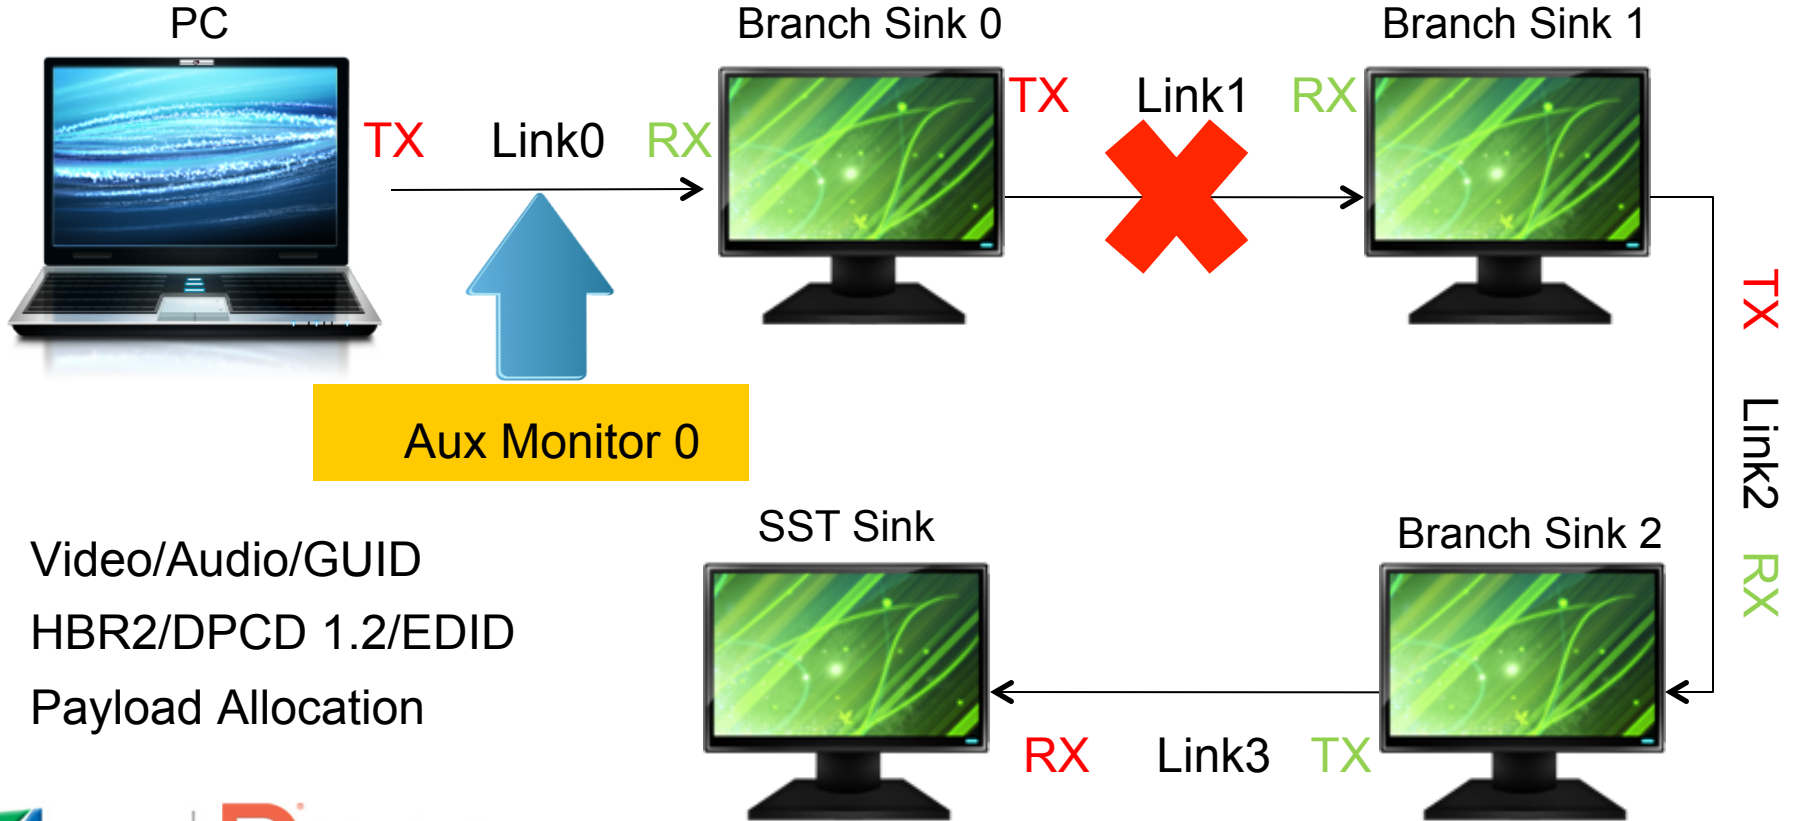 PC
Branch Sink 0
Branch Sink 1
TX Link0 RX
TX Link1 RX
Aux Monitor 0
TX Link2 RX
SST Sink
Branch Sink 2
RX Link3 TX
Video/Audio/GUID
HBR2/DPCD 1.2/EDID
Payload Allocation